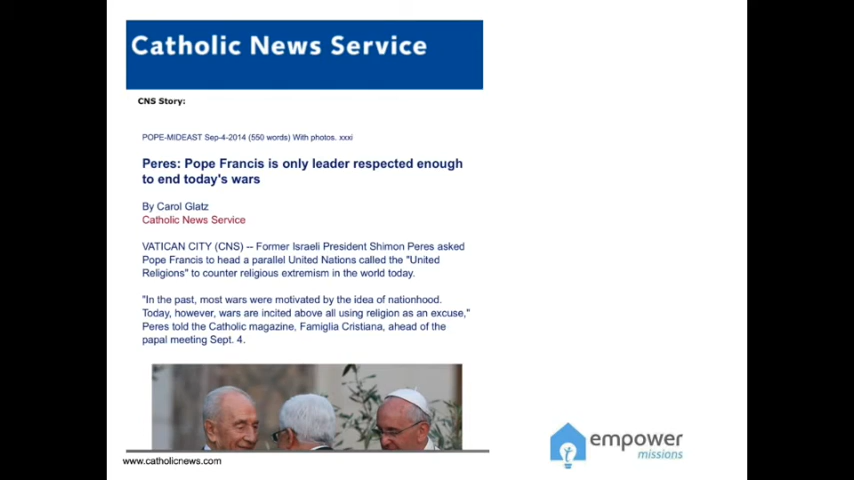 Catholic News Service
CNS Story:
POPE-MIDEAST Sep-4-2014 (550 words) With photos. xxxi
Peres: Pope Francis is only leader respected enough
to end today's wars
By Carol Glatz
Catholic News Service
VATICAN CITY (CNS) -- Former Israeli President Shimon Peres asked
Pope Francis to head a parallel United Nations called the "United
Religions" to counter religious extremism in the world today.
"In the past, most wars were motivated by the idea of nationhood.
Today, however, wars are incited above all using religion as an excuse,"
Peres told the Catholic magazine, Famiglia Cristiana, ahead of the
papal meeting Sept. 4.
www.catholicnews.com
empower
missions